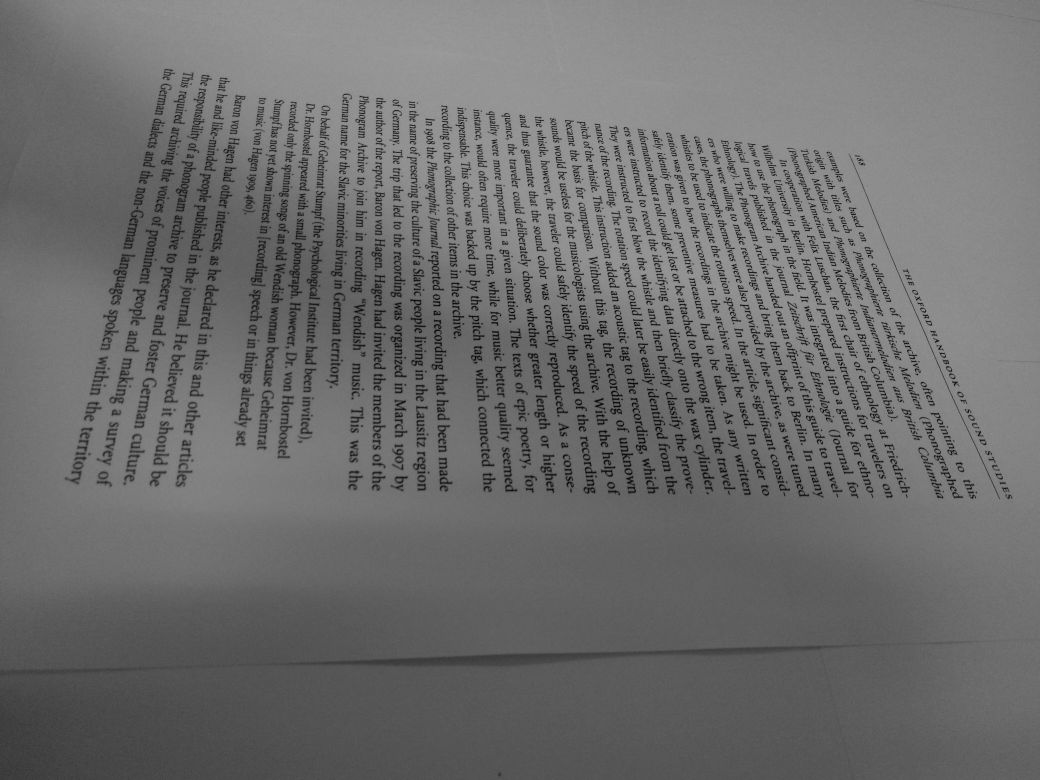 188 THE OXFORD HANDBOOK OF SOUND STUDIES
examples were based on the collection of the archive, often pointing to this
origin with titles such as Phonographierte türkische Melodien (Phonographed
Turkish Melodies) and Phonographierte Indianermelodien aus British Columbia
(Phonographed American Indian Melodies from British Columbia).
In cooperation with Felix Luschan, the first chair of ethnology at Friedrich-
Wilhelms University in Berlin, Hornbostel prepared instructions for travelers on
how to use the phonograph in the field. It was integrated into a guide for ethno-
logical travels published in the journal Zeitschrift für Ethnologie (Journal for
Ethnology). The Phonogram Archive handed out an offprint of this guide to travel-
ers who were willing to make recordings and bring them back to Berlin. In many
cases, the phonographs themselves were also provided by the archive, as were tuned
whistles to be used to indicate the rotation speed. In the article, significant consid-
eration was given to how the recordings in the archive might be used. In order to
safely identify them, some preventive measures had to be taken. As any written
information about a roll could get lost or be attached to the wrong item, the travel-
ers were instructed to record the identifying data directly onto the wax cylinder.
They were instructed to first blow the whistle and then briefly classify the prove-
nance of the recording. The rotation speed could later be easily identified from the
pitch of the whistle. This instruction added an acoustic tag to the recording, which
became the basis for comparison. Without this tag, the recording of unknown
sounds would be useless for the musicologists using the archive. With the help of
the whistle, however, the traveler could safely identify the speed of the recording
and thus guarantee that the sound color was correctly reproduced. As a conse-
quence, the traveler could deliberately choose whether greater length or higher
quality were more important in a given situation. The texts of epic poetry, for
instance, would often require more time, while for music better quality seemed
indispensable. This choice was backed up by the pitch tag, which connected the
recording to the collection of other items in the archive.
In 1908 the Phonographic Journal reported on a recording that had been made
in the name of preserving the culture of a Slavic people living in the Lausitz region
of Germany. The trip that led to the recording was organized in March 1907 by
the author of the report, Baron von Hagen. Hagen had invited the members of the
Phonogram Archive to join him in recording “Wendish” music. This was the
German name for the Slavic minorities living in German territory.
On behalf of Geheimrat Stumpf (the Psychological Institute had been invited),
Dr. Hornbostel appeared with a small phonograph. However, Dr. von Hornbostel
recorded only the spinning songs of an old Wendish woman because Geheimrat
Stumpf has not yet shown interest in [recording] speech or in things already set
to music (von Hagen 1909, 469).
Baron von Hagen had other interests, as he declared in this and other articles
that he and like-minded people published in the journal. He believed it should be
the responsibility of a phonogram archive to preserve and foster German culture.
This required archiving the voices of prominent people and making a survey of
the German dialects and the non-German languages spoken within the territory